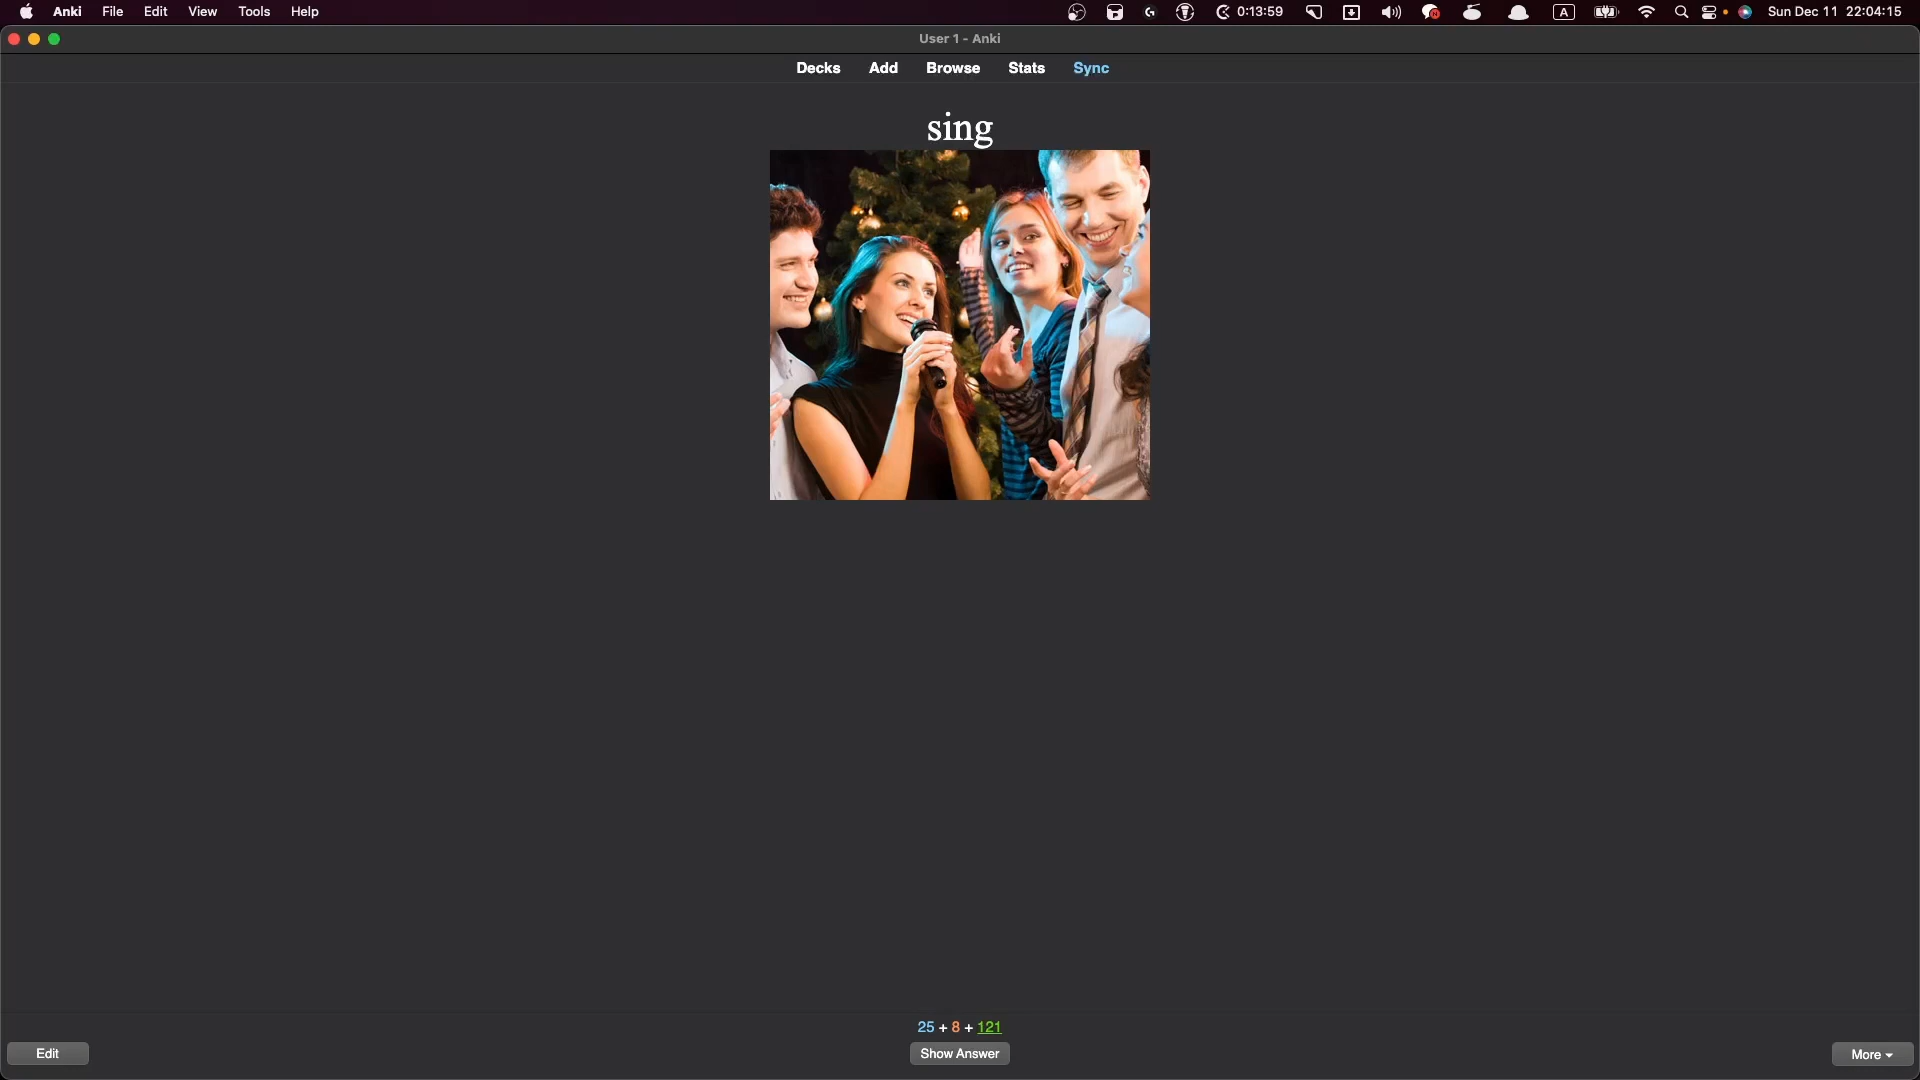 Anki File Edit View Tools Help 0:13:59 A Sun Dec 11 22:04:15
User 1 - Anki
Decks Add Browse Stats Sync
sing
25 + 8 + 121
Edit Show Answer More